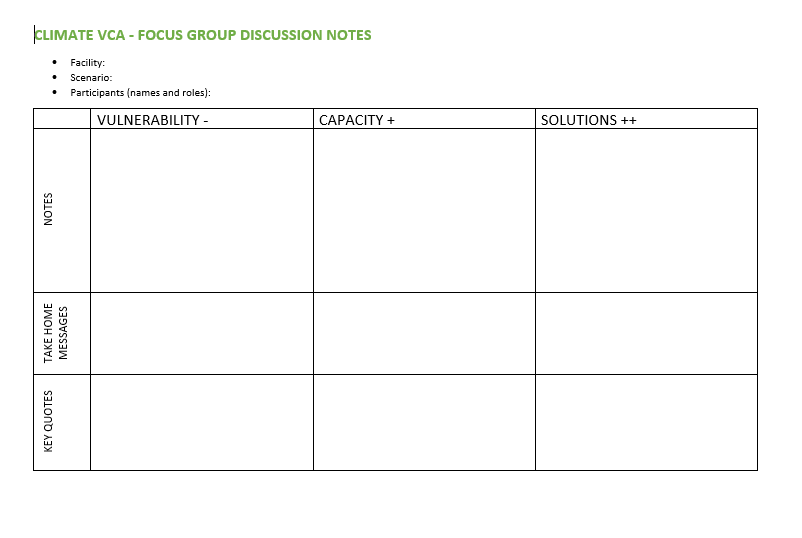 CLIMATE VCA - FOCUS GROUP DISCUSSION NOTES
Facility:
Scenario:
Participants (names and roles):
VULNERABILITY -
CAPACITY +
SOLUTIONS ++
NOTES
TAKE HOME
MESSAGES
KEY QUOTES